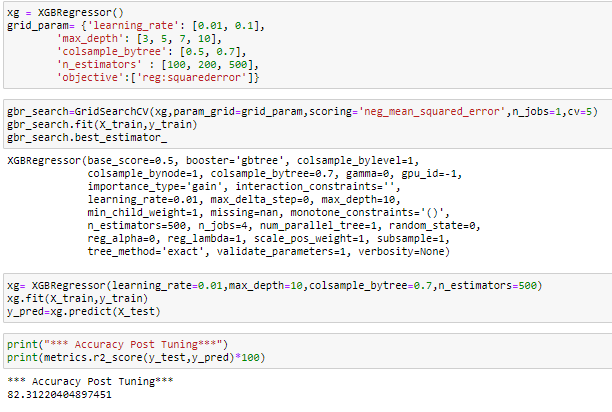 xg = XGBRegressor()
grid_param= {'learning_rate': [0.01, 0.1],
'max_depth': [3, 5, 7, 10],
'colsample_bytree': [0.5, 0.7],
'n_estimators' : [100, 200, 500],
'objective':['reg:squarederror']}
gbr_search=GridSearchCV(xg,param_grid=grid_param,scoring='neg_mean_squared_error',n_jobs=1,cv=5)
gbr_search.fit(X_train,y_train)
gbr_search.best_estimator_
XGBRegressor(base_score=0.5, booster='gbtree', colsample_bylevel=1,
colsample_bynode=1, colsample_bytree=0.7, gamma=0, gpu_id=-1,
importance_type='gain', interaction_constraints='',
learning_rate=0.01, max_delta_step=0, max_depth=10,
min_child_weight=1, missing=nan, monotone_constraints='()',
n_estimators=500, n_jobs=4, num_parallel_tree=1, random_state=0,
reg_alpha=0, reg_lambda=1, scale_pos_weight=1, subsample=1,
tree_method='exact', validate_parameters=1, verbosity=None)
xg= XGBRegressor(learning_rate=0.01,max_depth=10,colsample_bytree=0.7,n_estimators=500)
xg.fit(X_train,y_train)
y_pred=xg.predict(X_test)
print("*** Accuracy Post Tuning***")
print(metrics.r2_score(y_test,y_pred)*100)
*** Accuracy Post Tuning***
82.31220404897451